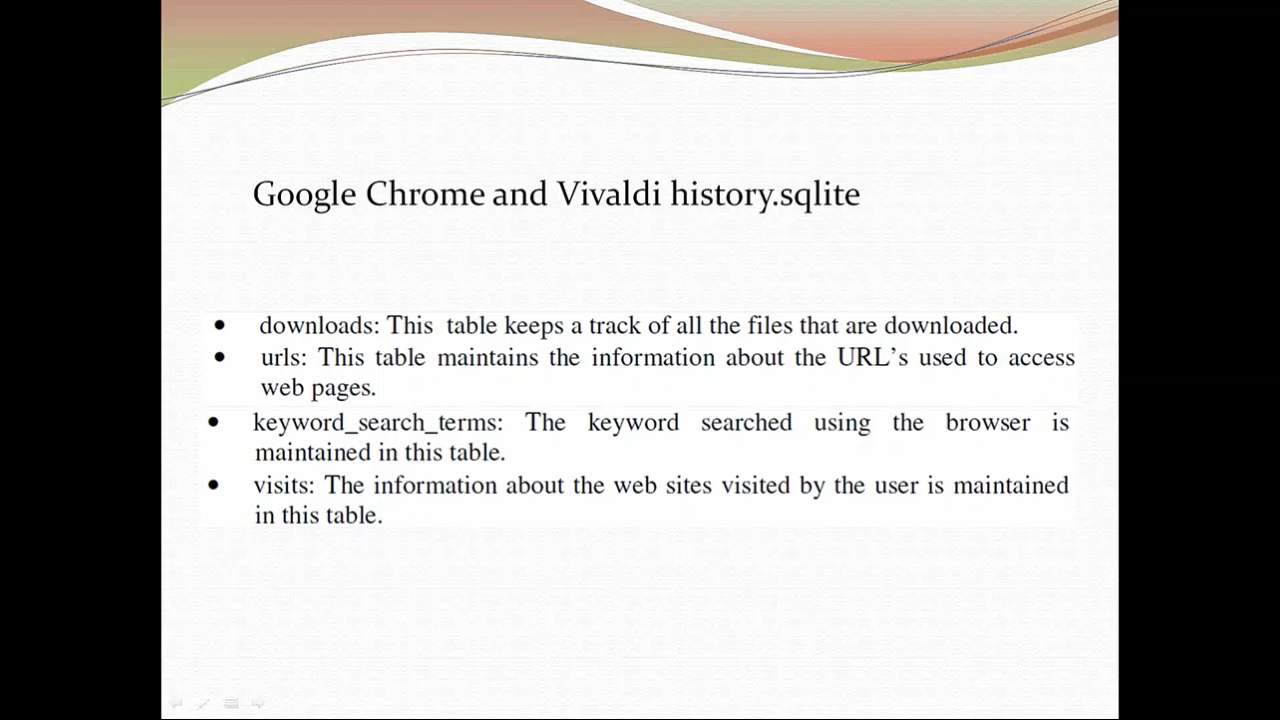 Google Chrome and Vivaldi history.sqlite
• downloads: This table keeps a track of all the files that are downloaded.
• urls: This table maintains the information about the URL’s used to access
web pages.
• keyword_search_terms: The keyword searched using the browser is
maintained in this table.
• visits: The information about the web sites visited by the user is maintained
in this table.